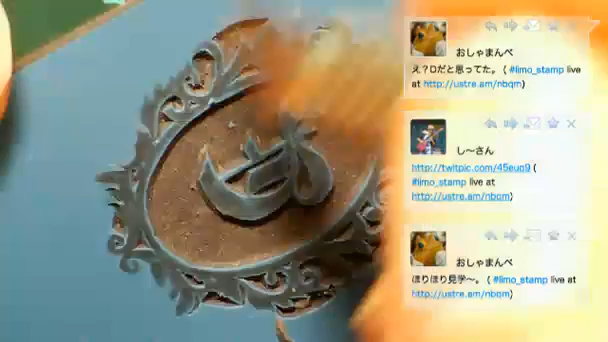 おしゃまんべ
え?Dだと思ってた。 ( #limo_stamp live
at http://ustre.am/nbqm)
し〜さん
http://twitpic.com/45euo9 (
#limo_stamp live at
http://ustre.am/nbqm)
おしゃまんべ
ほりほり見学〜。 ( #limo_stamp live at
http://ustre.am/nbqm)